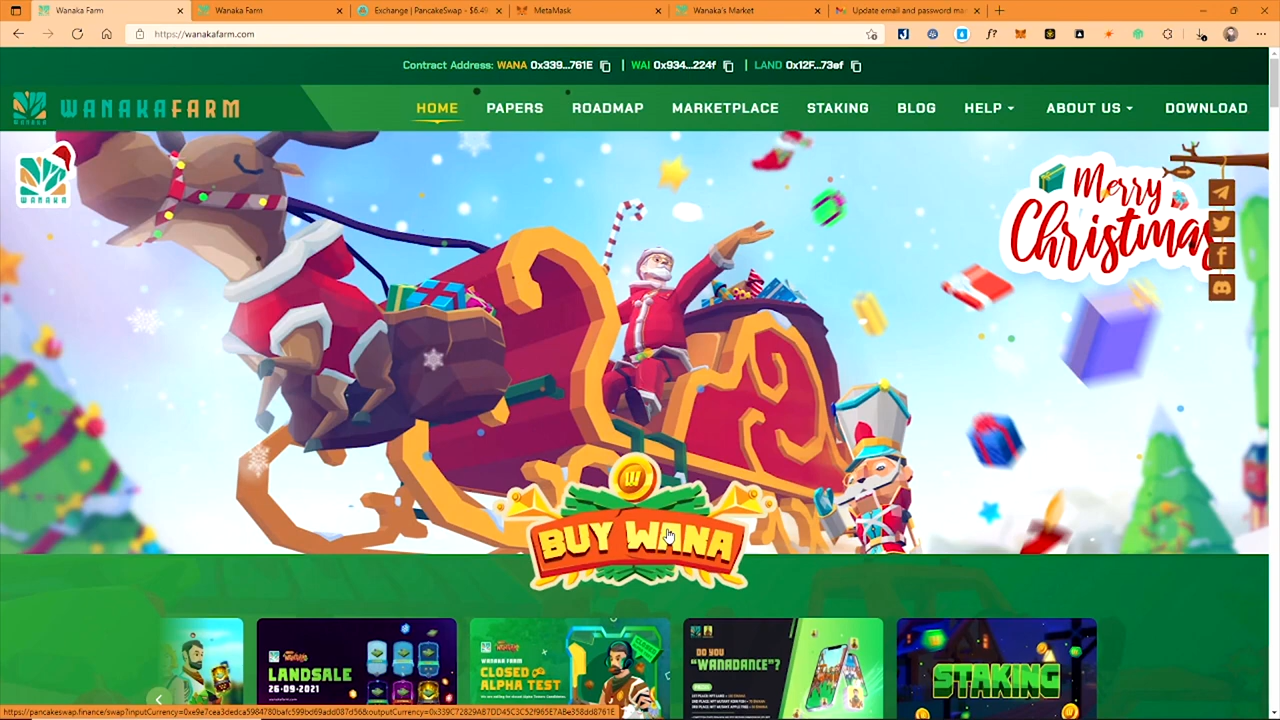 Wanaka Farm
Wanaka Farm
Exchange | PancakeSwap - $6.49
MetaMask
Wanaka's Market
Update email and password ma
https://wanakafarm.com
Contract Address: WANA 0x339...761E | WAI 0x934...224f | LAND 0x12F...73ef
WANAKAFARM
HOME
PAPERS
ROADMAP
MARKETPLACE
STAKING
BLOG
HELP
ABOUT US
DOWNLOAD
WANAKA
Merry
Christmas
W
BUY WANA
LANDSALE
26-09-2021
WANAKA FARM
CLOSED
ALPHA TEST
DO YOU
"WANADANCE"?
STAKING